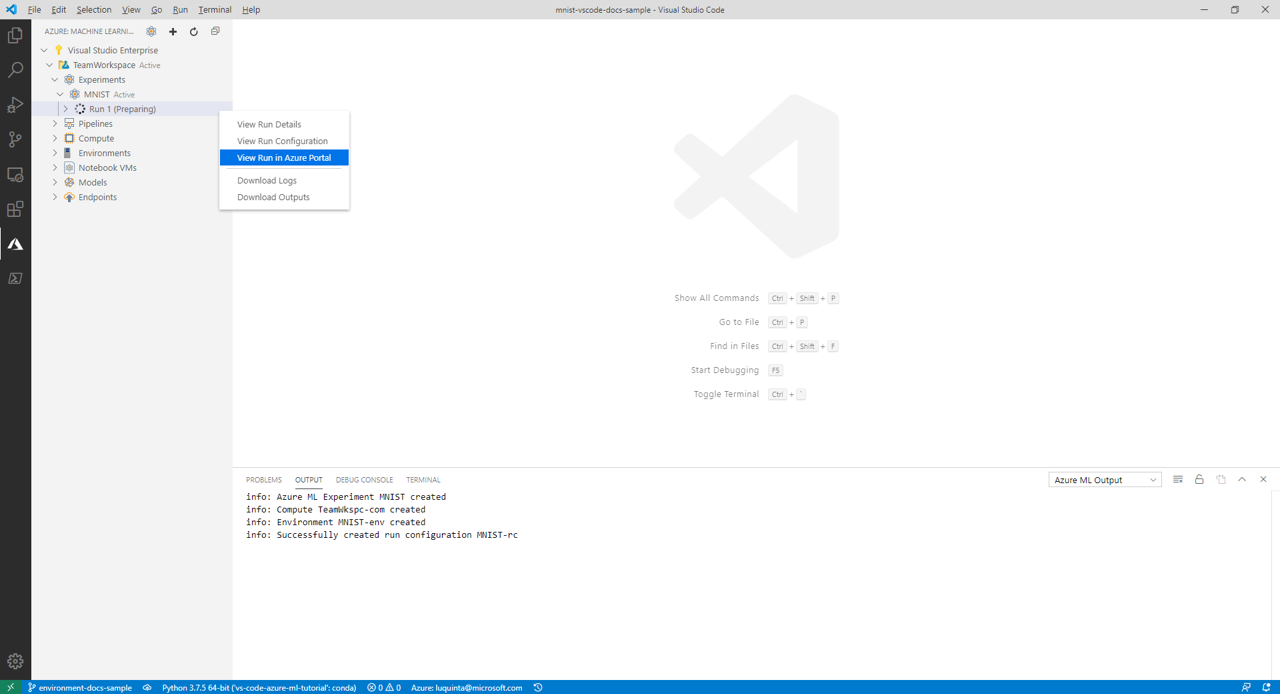 File Edit Selection View Go Run Terminal Help
mnist-vscode-docs-sample - Visual Studio Code
AZURE: MACHINE LEARNI...
Visual Studio Enterprise
TeamWorkspace Active
Experiments
MNIST Active
Run 1 (Preparing)
Pipelines
Compute
Environments
Notebook VMs
Models
Endpoints
View Run Details
View Run Configuration
View Run in Azure Portal
Download Logs
Download Outputs
Show All Commands Ctrl + Shift + P
Go to File Ctrl + P
Find in Files Ctrl + Shift + F
Start Debugging F5
Toggle Terminal Ctrl + `
PROBLEMS OUTPUT DEBUG CONSOLE TERMINAL
Azure ML Output
info: Azure ML Experiment MNIST created
info: Compute TeamWkspc-com created
info: Environment MNIST-env created
info: Successfully created run configuration MNIST-rc
environment-docs-sample Python 3.7.5 64-bit ('vs-code-azure-ml-tutorial': conda) 0 0 Azure: luquinta@microsoft.com